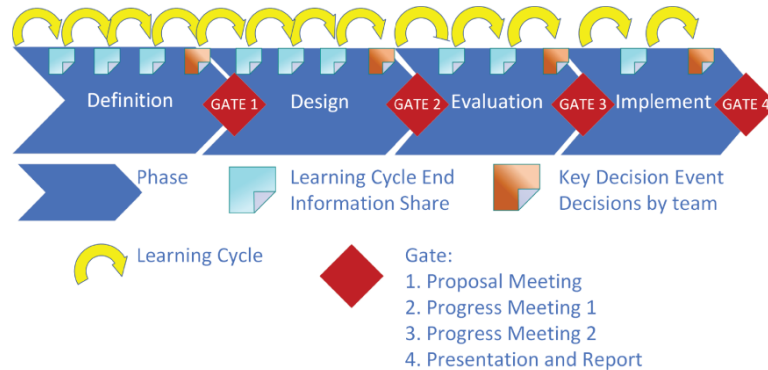 Definition
GATE 1
Design
GATE 2
Evaluation
GATE 3
Implement
GATE 4
Phase
Learning Cycle End
Information Share
Key Decision Event
Decisions by team
Learning Cycle
Gate:
1. Proposal Meeting
2. Progress Meeting 1
3. Progress Meeting 2
4. Presentation and Report